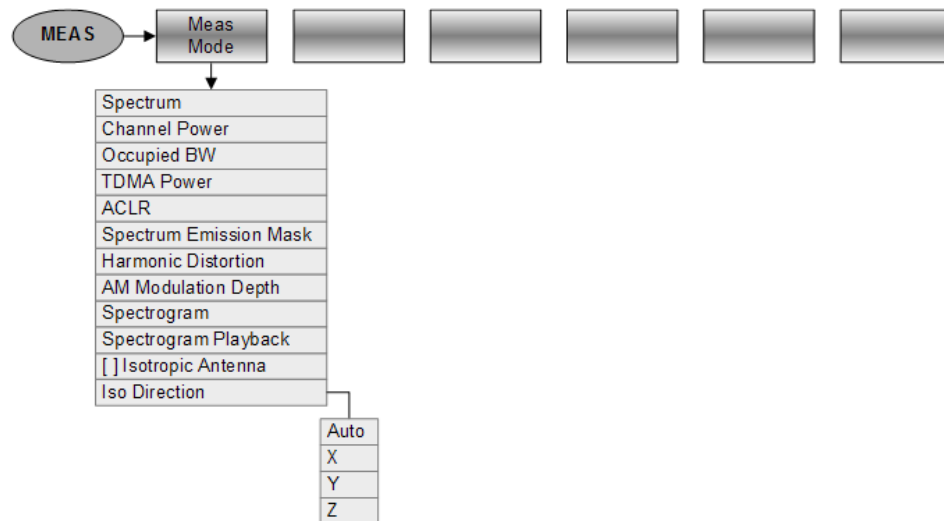 MEAS
Meas
Mode
Spectrum
Channel Power
Occupied BW
TDMA Power
ACLR
Spectrum Emission Mask
Harmonic Distortion
AM Modulation Depth
Spectrogram
Spectrogram Playback
[ ] Isotropic Antenna
Iso Direction
Auto
X
Y
Z